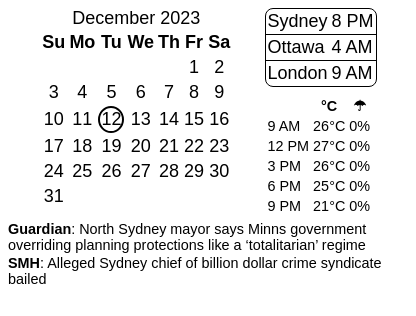 December 2023
Su Mo Tu We Th Fr Sa
1 2
3 4 5 6 7 8 9
10 11 12 13 14 15 16
17 18 19 20 21 22 23
24 25 26 27 28 29 30
31
Sydney 8 PM
Ottawa 4 AM
London 9 AM
°C ☂
9 AM 26°C 0%
12 PM 27°C 0%
3 PM 26°C 0%
6 PM 25°C 0%
9 PM 21°C 0%
Guardian: North Sydney mayor says Minns government
overriding planning protections like a ‘totalitarian’ regime
SMH: Alleged Sydney chief of billion dollar crime syndicate
bailed